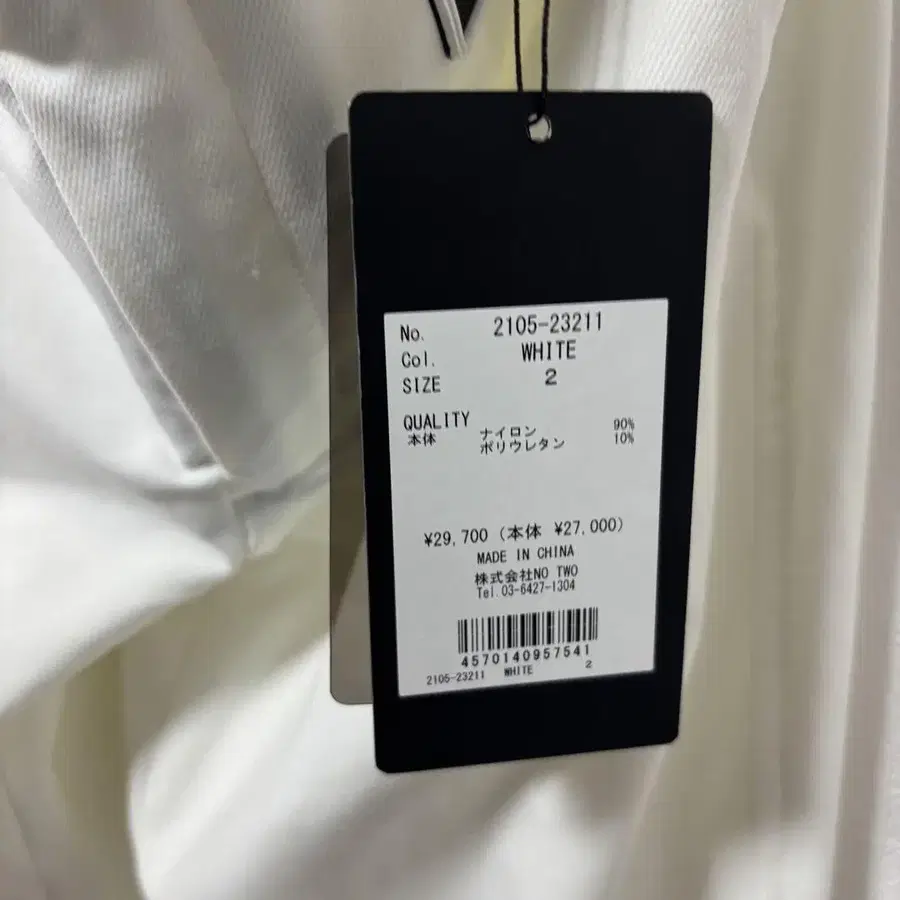 No. 2105-23211
Col. WHITE
SIZE 2
QUALITY
本体 ナイロン 90%
ポリウレタン 10%
¥29,700 (本体 ¥27,000)
MADE IN CHINA
株式会社NO TWO
Tel.03-6427-1304
4570140957541
2105-23211 WHITE 2